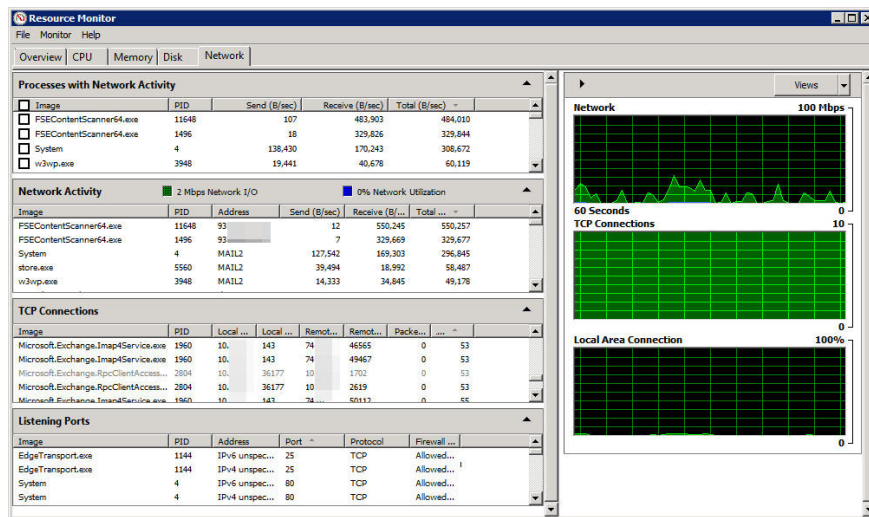 Resource Monitor
File Monitor Help
Overview CPU Memory Disk Network
Processes with Network Activity
Image PID Send (B/sec) Receive (B/sec) Total (B/sec)
FSEContentScanner64.exe 11648 107 483,903 484,010
FSEContentScanner64.exe 1496 18 329,826 329,844
System 4 138,430 170,243 308,672
w3wp.exe 3948 19,441 40,678 60,119
Network Activity 2 Mbps Network I/O 0% Network Utilization
Image PID Address Send (B/sec) Receive (B/... Total ...
FSEContentScanner64.exe 11648 93 12 550,245 550,257
FSEContentScanner64.exe 1496 93 7 329,669 329,677
System 4 MAIL2 127,542 169,303 296,845
store.exe 5560 MAIL2 39,494 18,992 58,487
w3wp.exe 3948 MAIL2 14,333 34,845 49,178
TCP Connections
Image PID Local ... Local ... Remot... Remot... Packe... ...
Microsoft.Exchange.Imap4Service.exe 1960 10. 143 74 46565 0 53
Microsoft.Exchange.Imap4Service.exe 1960 10. 143 74 49467 0 53
Microsoft.Exchange.RpcClientAccess... 2804 10. 36177 10 1702 0 53
Microsoft.Exchange.RpcClientAccess... 2804 10. 36177 10 2619 0 53
Microsoft.Exchange.Imap4Service.exe 1960 10. 143 74... 50112 0 55
Listening Ports
Image PID Address Port Protocol Firewall ...
EdgeTransport.exe 1144 IPv6 unspec... 25 TCP Allowed...
EdgeTransport.exe 1144 IPv4 unspec... 25 TCP Allowed...
System 4 IPv6 unspec... 80 TCP Allowed...
System 4 IPv4 unspec... 80 TCP Allowed...
Views
Network 100 Mbps
60 Seconds 0
TCP Connections 10
0
Local Area Connection 100%
0